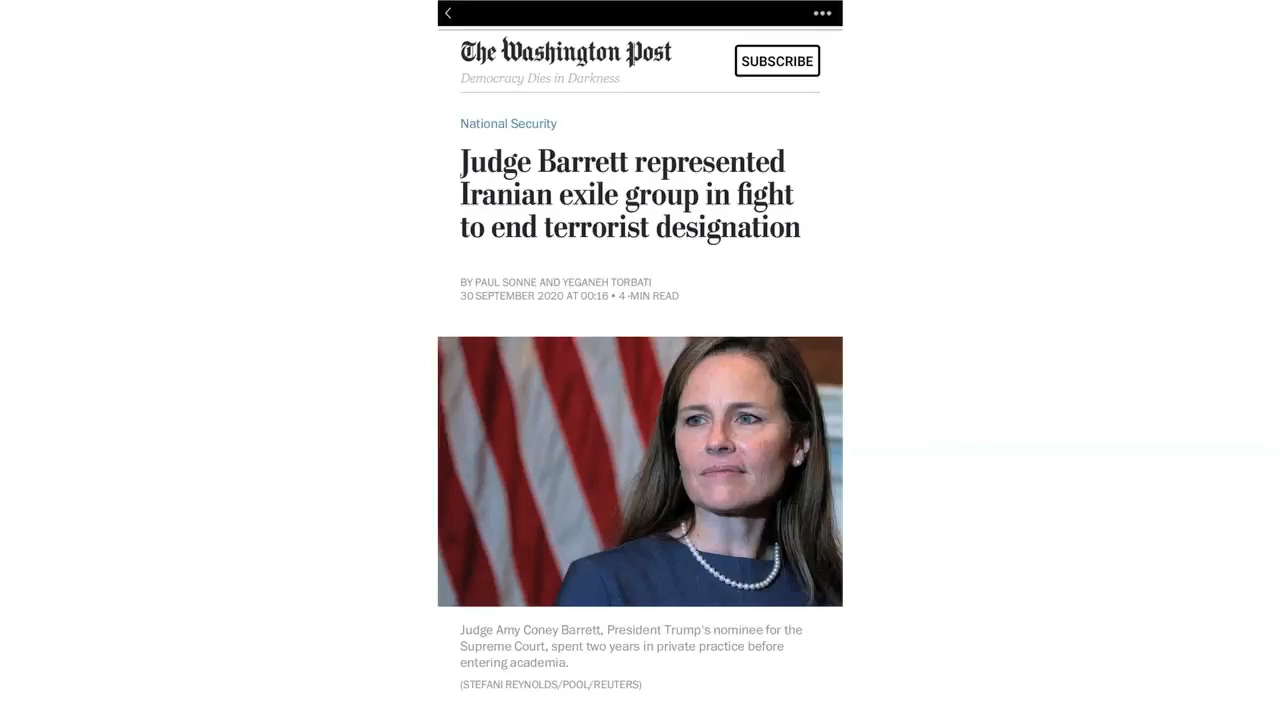 The Washington Post
Democracy Dies in Darkness
SUBSCRIBE
National Security
Judge Barrett represented
Iranian exile group in fight
to end terrorist designation
BY PAUL SONNE AND YEGANEH TORBATI
30 SEPTEMBER 2020 AT 00:16 • 4 -MIN READ
Judge Amy Coney Barrett, President Trump's nominee for the
Supreme Court, spent two years in private practice before
entering academia.
(STEFANI REYNOLDS/POOL/REUTERS)